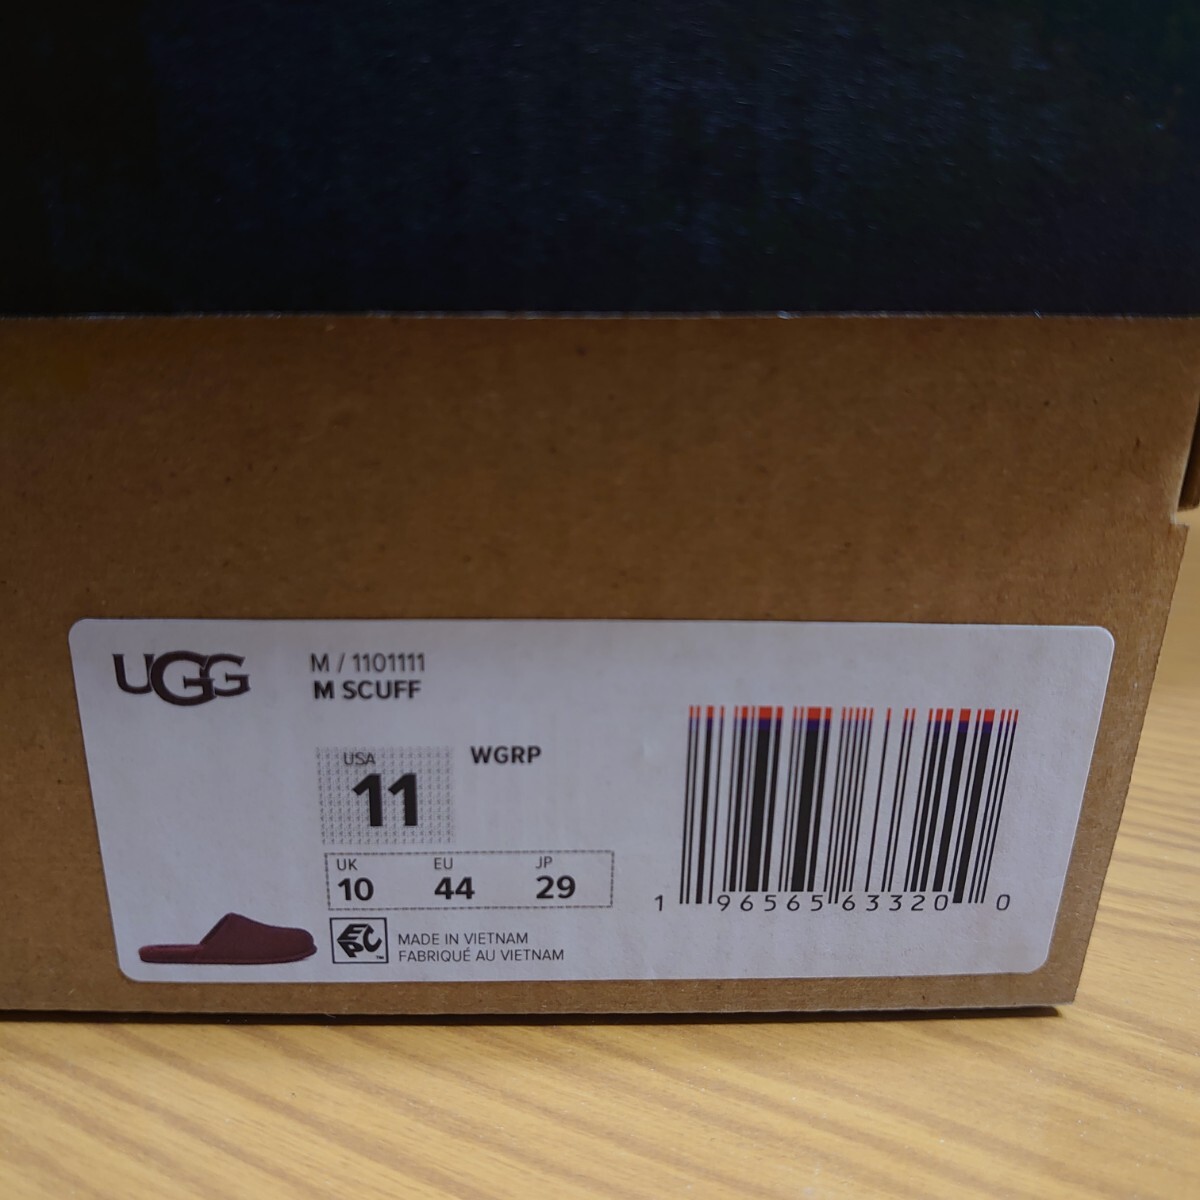 UGG
M / 1101111
M SCUFF
USA
11
WGRP
UK EU JP
10 44 29
EPC
MADE IN VIETNAM
FABRIQUÉ AU VIETNAM
1 96565 63320 0